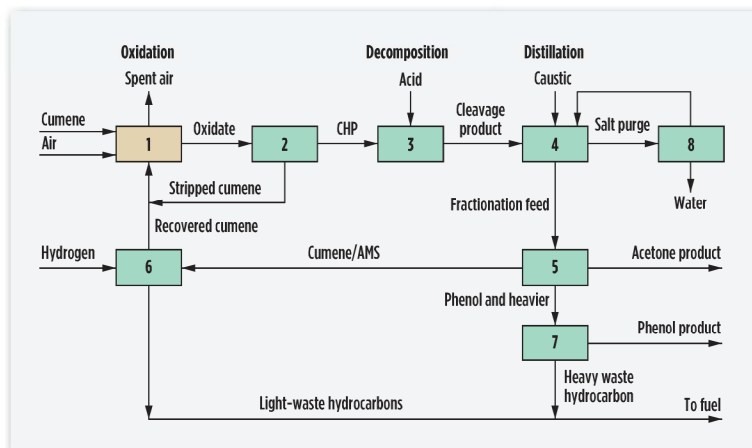 Oxidation
Decomposition
Distillation
Spent air
Acid
Caustic
Cumene
Air
1
Oxidate
2
CHP
3
Cleavage
product
4
Salt purge
8
Stripped cumene
Water
Recovered cumene
Fractionation feed
Hydrogen
6
Cumene/AMS
5
Acetone product
Phenol and heavier
7
Phenol product
Heavy waste
hydrocarbon
Light-waste hydrocarbons
To fuel